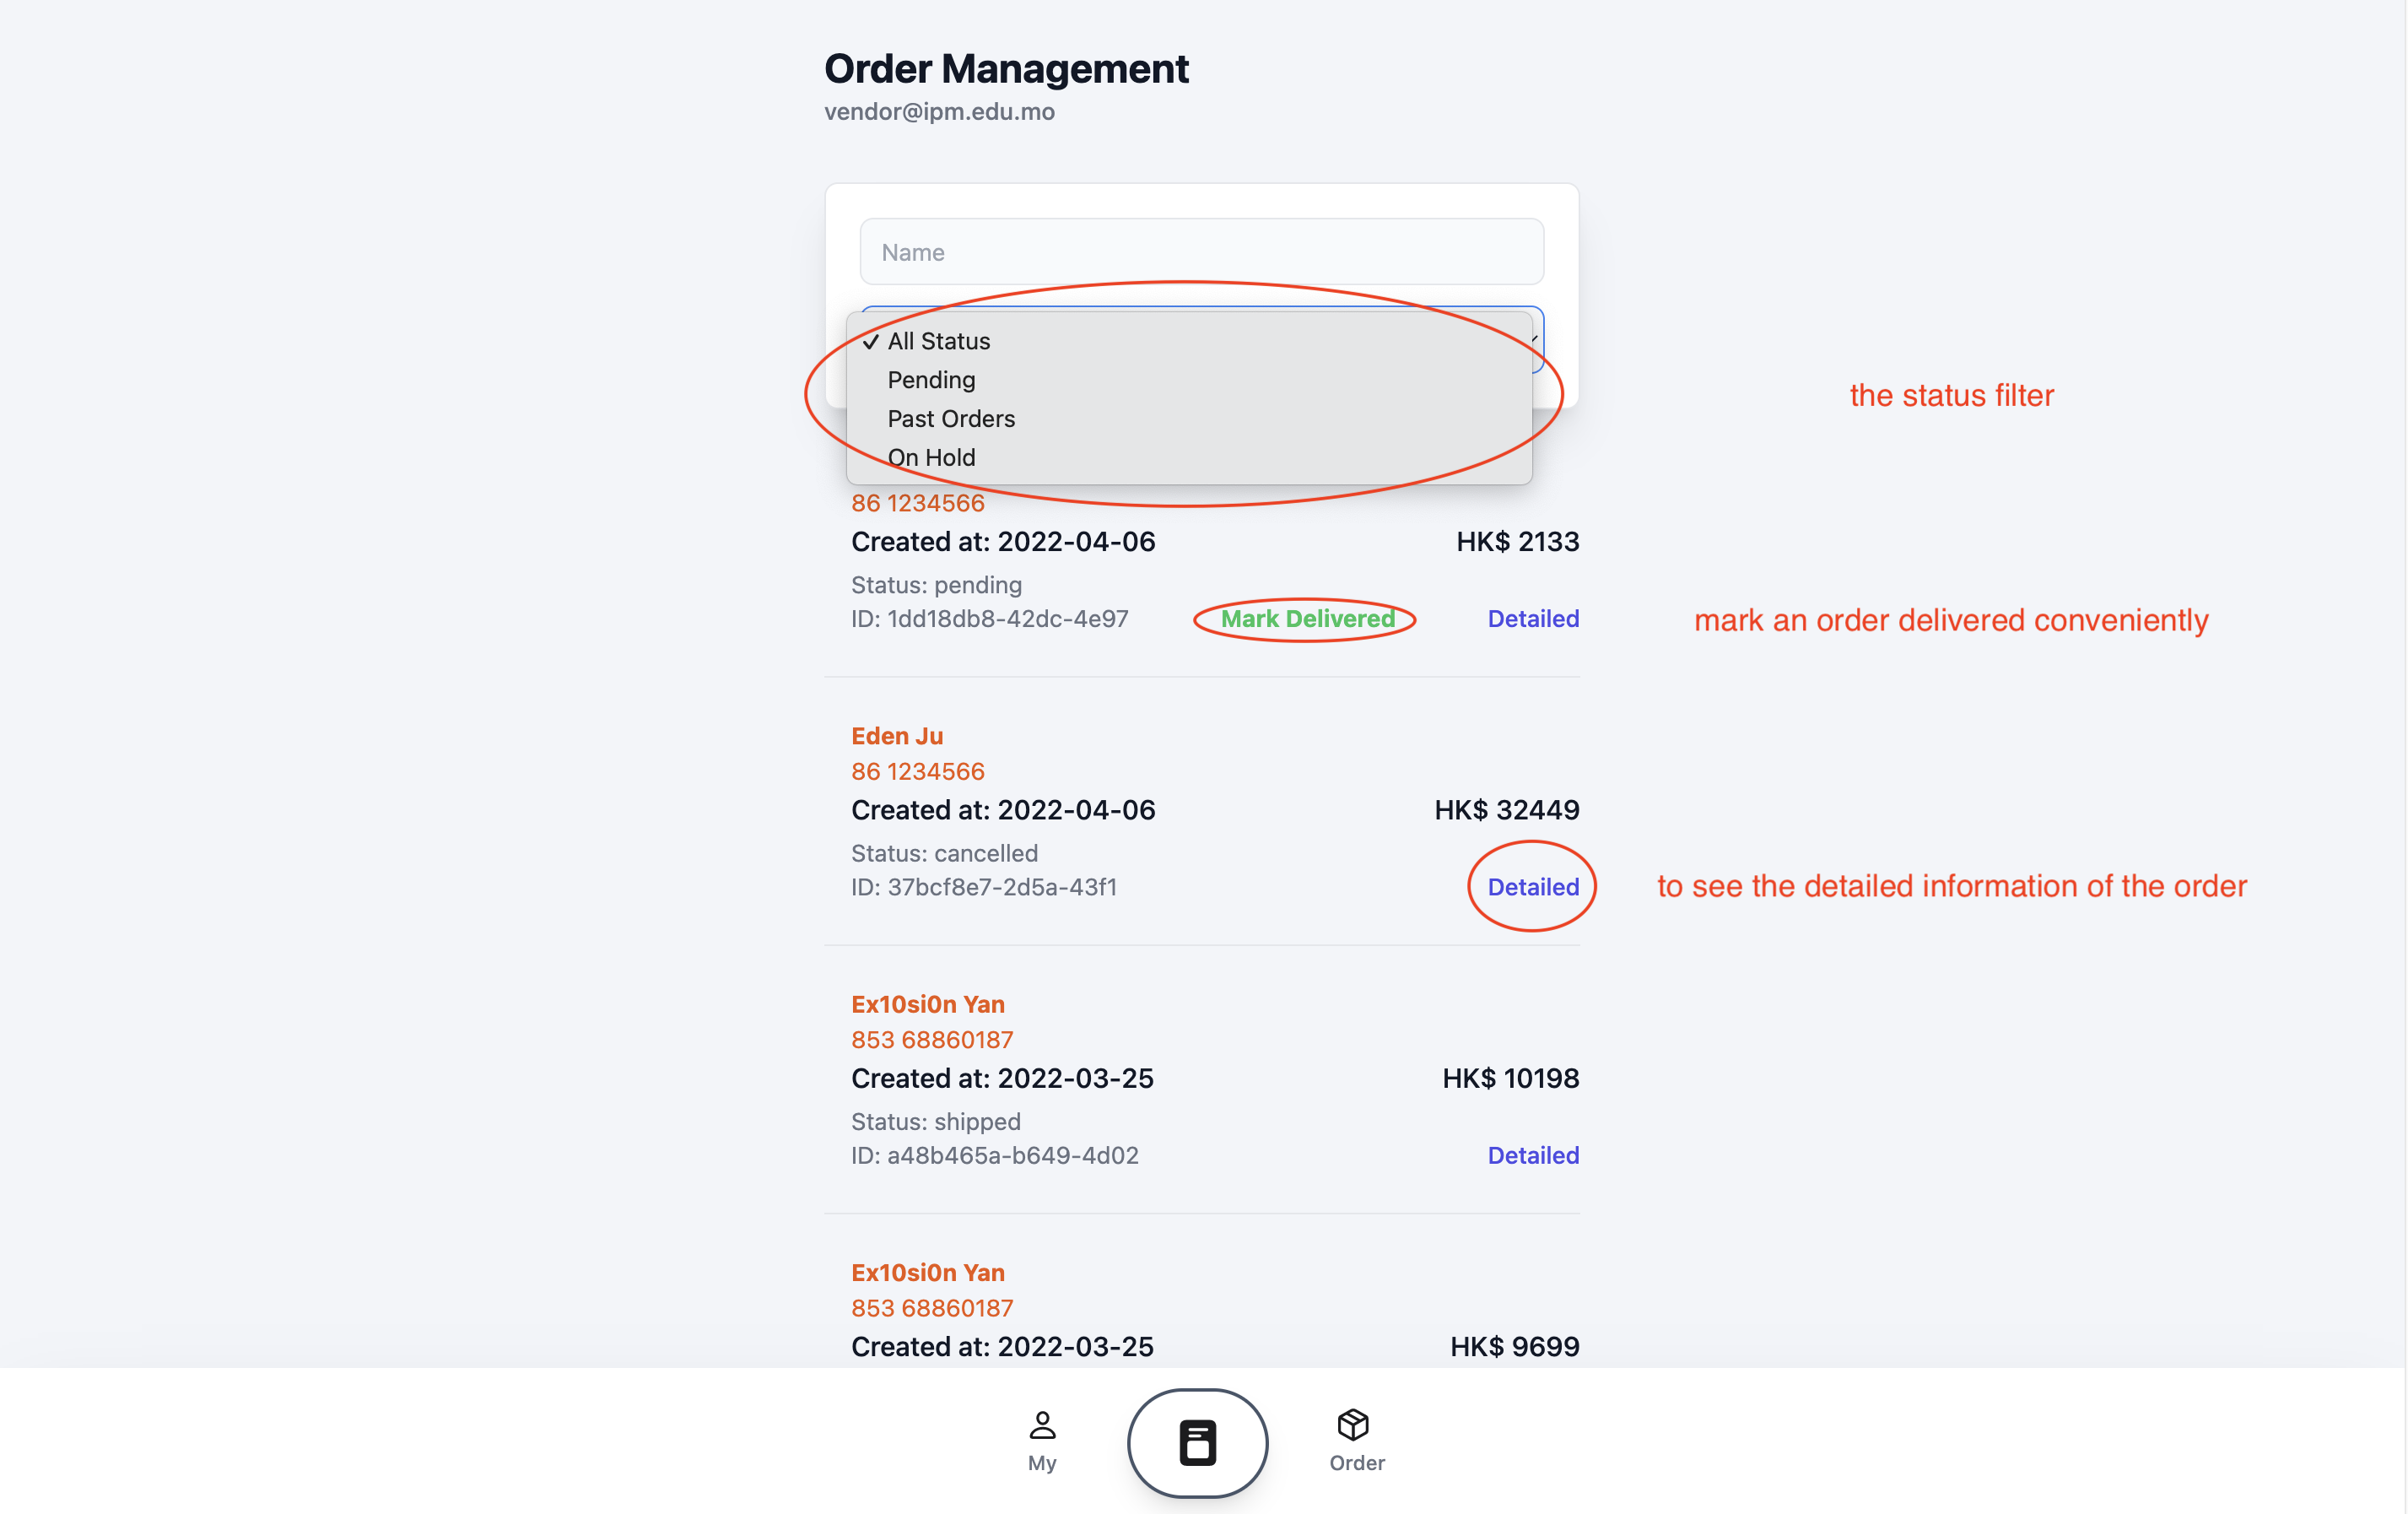 Order Management
vendor@ipm.edu.mo
Name
All Status
Pending
Past Orders
On Hold
the status filter
86 1234566
Created at: 2022-04-06 HK$ 2133
Status: pending
ID: 1dd18db8-42dc-4e97 Mark Delivered Detailed
mark an order delivered conveniently
Eden Ju
86 1234566
Created at: 2022-04-06 HK$ 32449
Status: cancelled
ID: 37bcf8e7-2d5a-43f1 Detailed
to see the detailed information of the order
Ex10si0n Yan
853 68860187
Created at: 2022-03-25 HK$ 10198
Status: shipped
ID: a48b465a-b649-4d02 Detailed
Ex10si0n Yan
853 68860187
Created at: 2022-03-25 HK$ 9699
My
Order